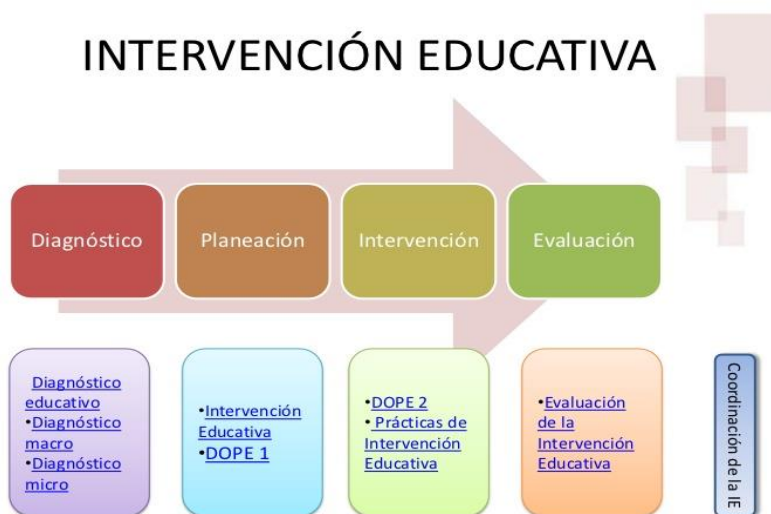 INTERVENCIÓN EDUCATIVA
Diagnóstico
Planeación
Intervención
Evaluación
Diagnóstico
educativo
•Diagnóstico
macro
•Diagnóstico
micro
•Intervención
Educativa
•DOPE 1
•DOPE 2
• Prácticas de
Intervención
Educativa
•Evaluación
de la
Intervención
Educativa
Coordinación de la IE